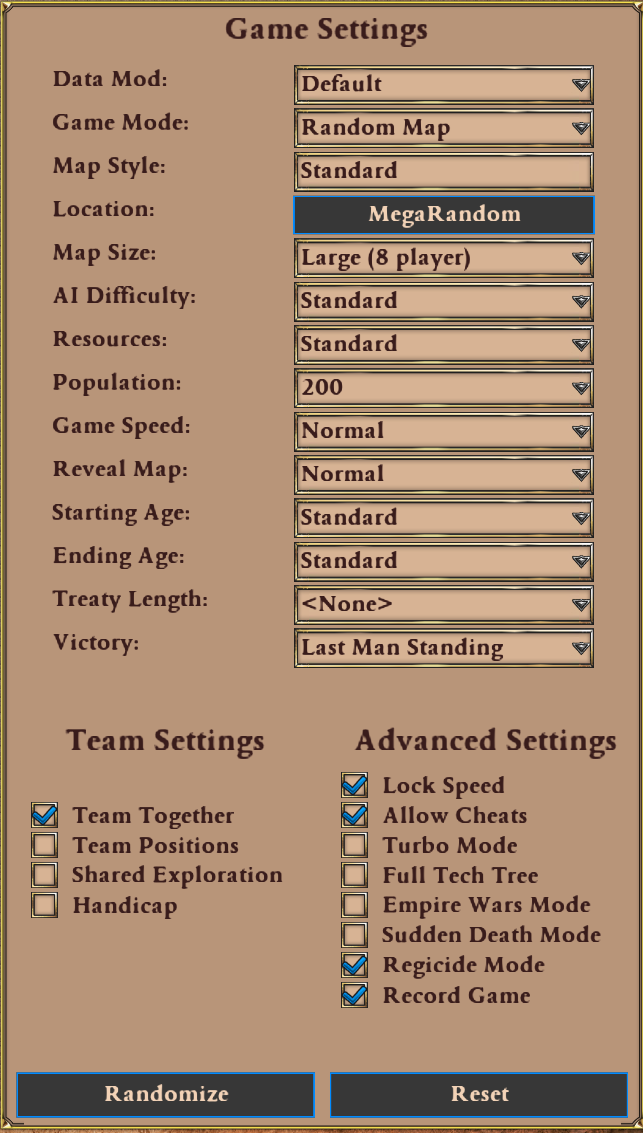 Game Settings
Data Mod: Default
Game Mode: Random Map
Map Style: Standard
Location: MegaRandom
Map Size: Large (8 player)
AI Difficulty: Standard
Resources: Standard
Population: 200
Game Speed: Normal
Reveal Map: Normal
Starting Age: Standard
Ending Age: Standard
Treaty Length: <None>
Victory: Last Man Standing
Team Settings
Team Together
Team Positions
Shared Exploration
Handicap
Advanced Settings
Lock Speed
Allow Cheats
Turbo Mode
Full Tech Tree
Empire Wars Mode
Sudden Death Mode
Regicide Mode
Record Game
Randomize
Reset